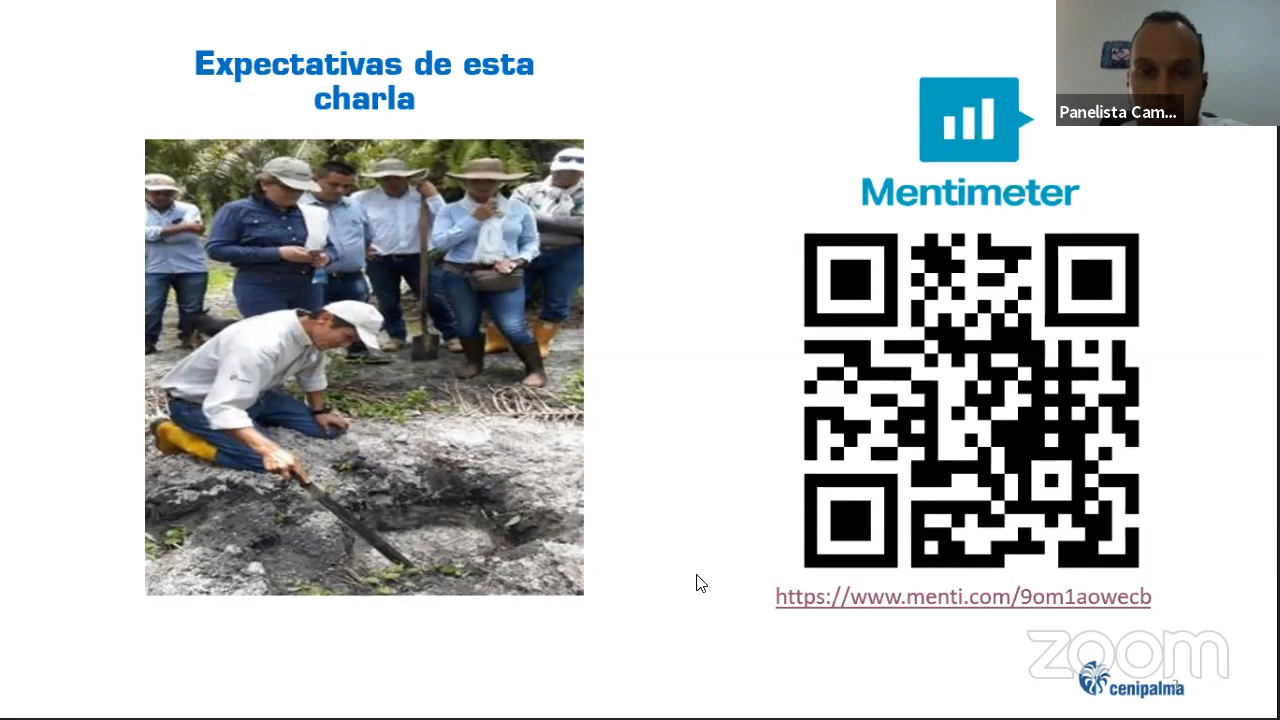 Expectativas de esta
charla
Panelista Cam...
Mentimeter
https://www.menti.com/9om1aowecb
zoom
cenipalma